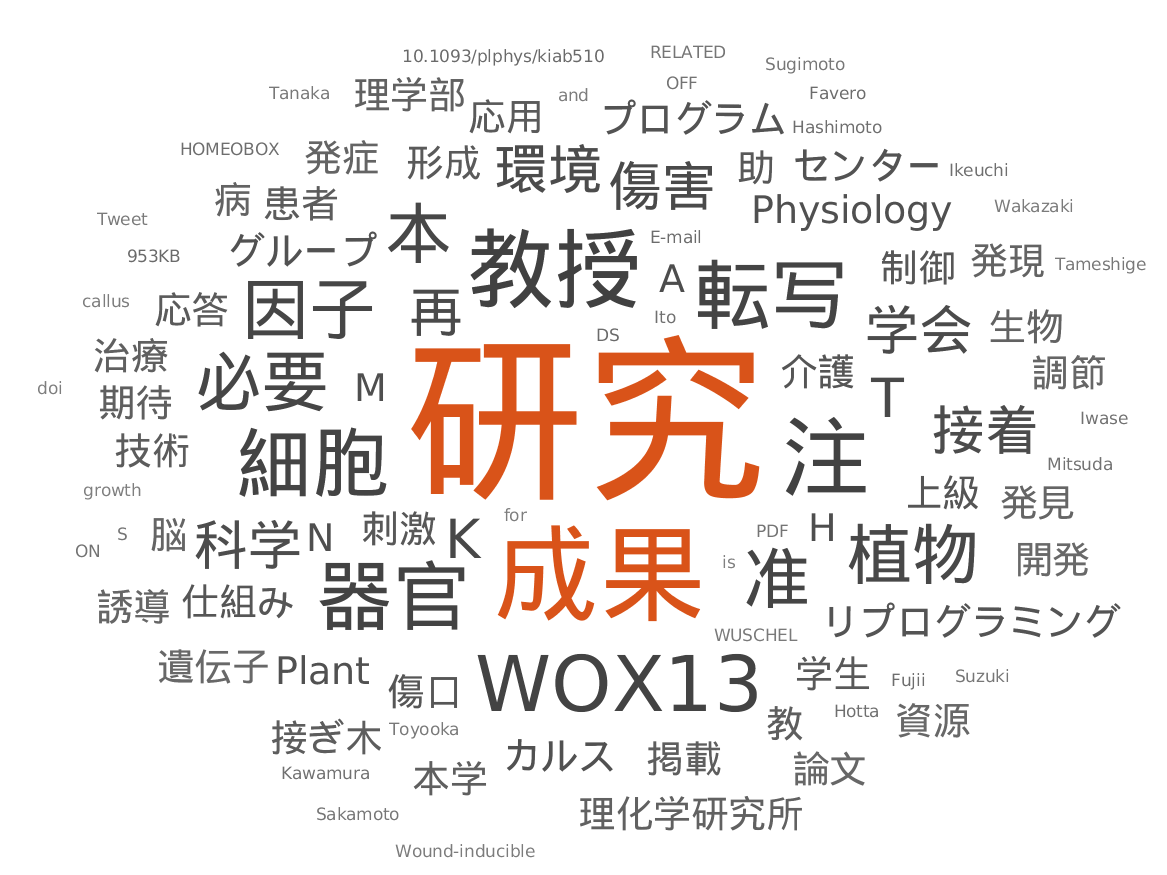 10.1093/plphys/kiab510 RELATED
Sugimoto
Tanaka 理学部 and OFF Favero
応用 プログラム Hashimoto
HOMEOBOX 発症 形成 環境 傷害 助 センター Ikeuchi
病 患者 本 Physiology Wakazaki
Tweet
953KB グループ 教授 E-mail A 転写 制御 発現 Tameshige
callus 応答 因子 再 Ito 学会 生物
DS
治療 必要 M 研究 介護 T 調節
doi 期待 接着 Iwase
技術 細胞 注 Mitsuda
growth 上級 発見
ON S 脳 科学 N 刺激 K for PDF H
is 植物 開発
誘導 仕組み 器官 成果 准 リプログラミング
WUSCHEL
遺伝子 Plant 傷口 WOX13 学生 Fujii Suzuki
接ぎ木 Toyooka 教 Hotta 資源
Kawamura 本学 カルス 掲載 論文
Sakamoto 理化学研究所
Wound-inducible